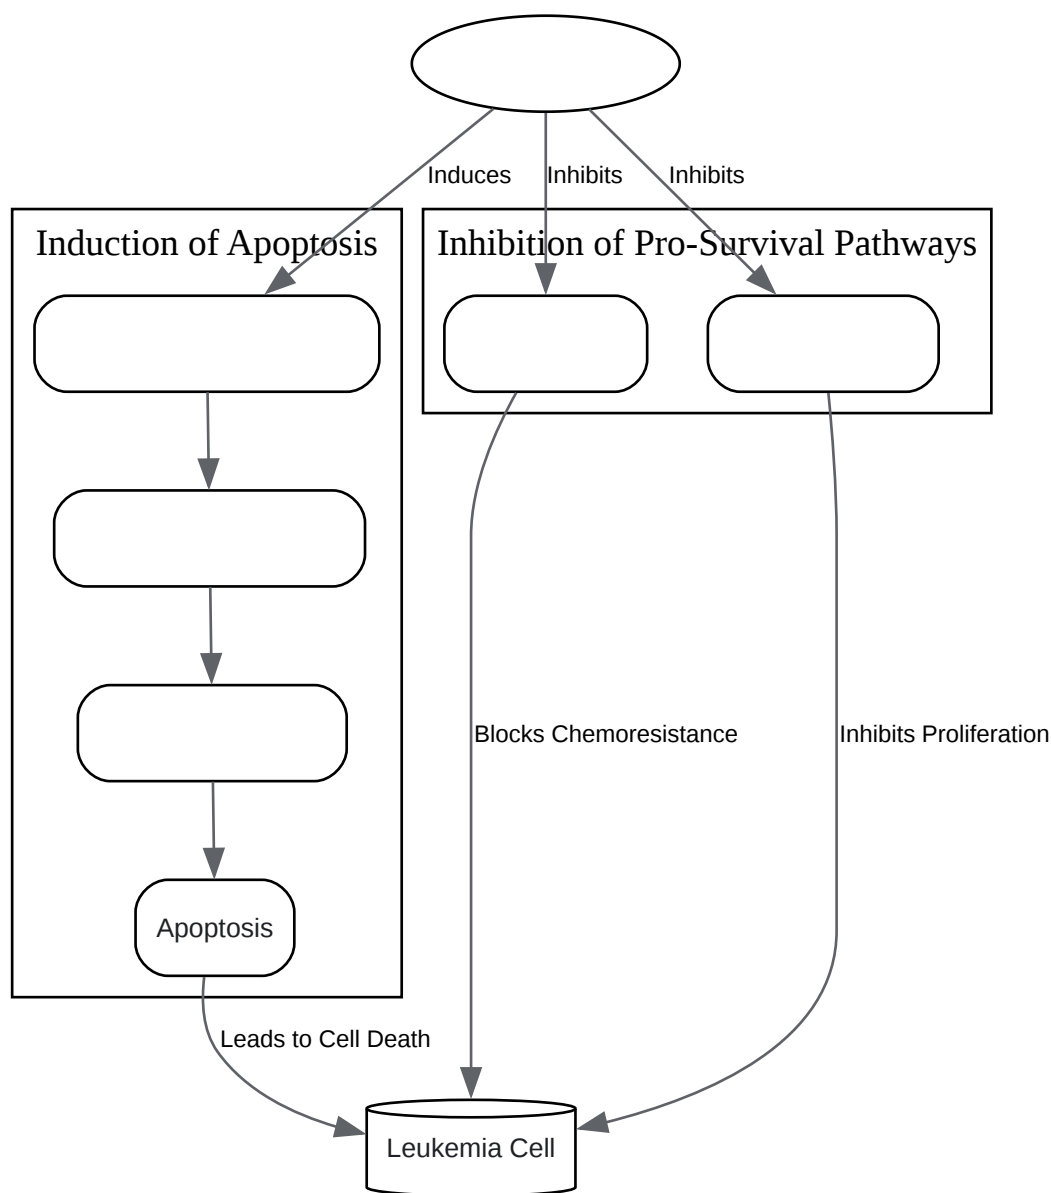 Induces
Inhibits
Inhibits
Induction of Apoptosis
Inhibition of Pro-Survival Pathways
Blocks Chemoresistance
Inhibits Proliferation
Apoptosis
Leads to Cell Death
Leukemia Cell